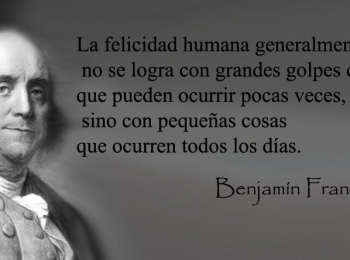 La felicidad humana generalmen
no se logra con grandes golpes
que pueden ocurrir pocas veces,
sino con pequeñas cosas
que ocurren todos los días.
Benjamín Fran